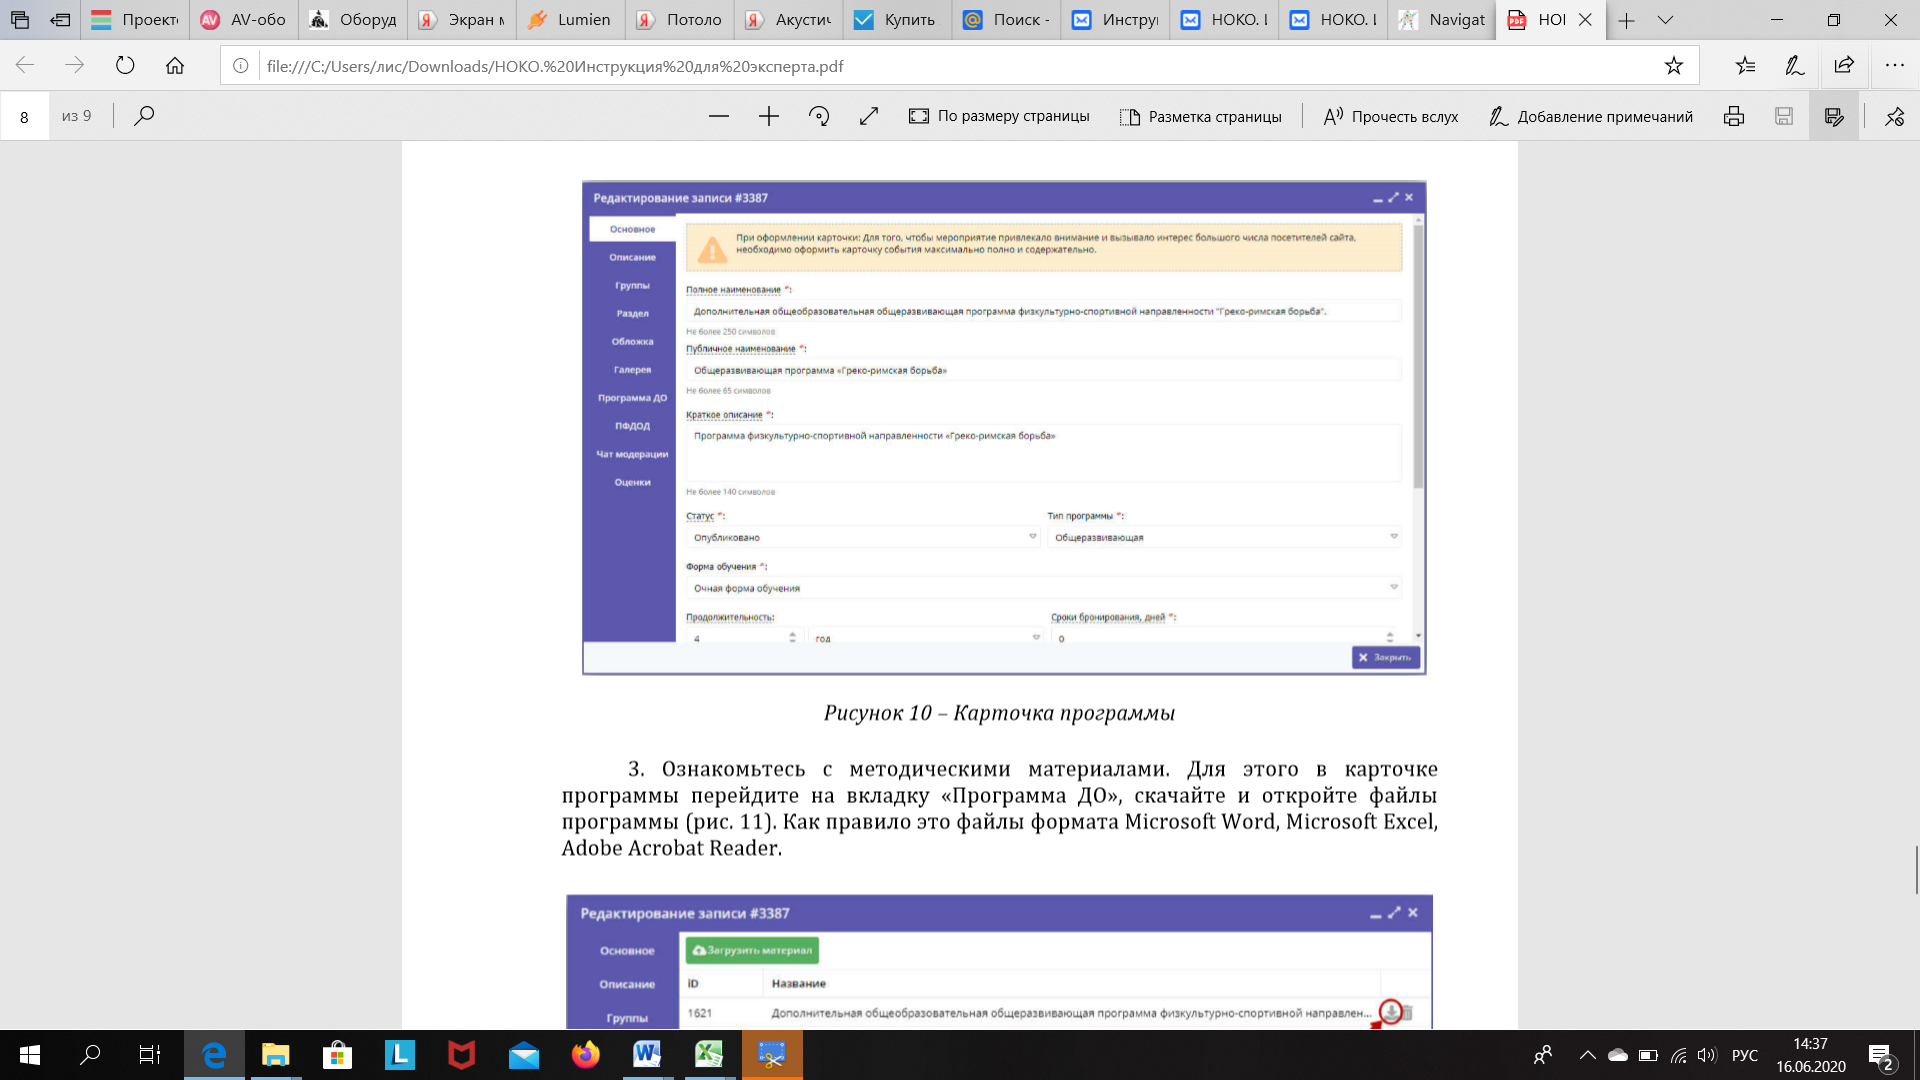 Проект
AV-обо
Оборуд
Экран м
Lumien
Потоло
Акустич
Купить
Поиск -
Инстру
НОКО. I
НОКО. I
Navigat
НОІ
file:///C:/Users/лис/Downloads/НОКО.%20Инструкция%20для%20эксперта.pdf
8 из 9
По размеру страницы
Разметка страницы
Прочесть вслух
Добавление примечаний
Редактирование записи #3387
Основное
Описание
Группы
Раздел
Обложка
Галерея
Программа ДО
ПФДОД
Чат модерации
Оценки
При оформлении карточки: Для того, чтобы мероприятие привлекало внимание и вызывало интерес большого числа посетителей сайта,
необходимо оформить карточку события максимально полно и содержательно.
Полное наименование *:
Дополнительная общеобразовательная общеразвивающая программа физкультурно-спортивной направленности "Греко-римская борьба".
Не более 250 символов
Публичное наименование *:
Общеразвивающая программа «Греко-римская борьба»
Не более 65 символов
Краткое описание *:
Программа физкультурно-спортивной направленности «Греко-римская борьба»
Не более 140 символов
Статус *: Тип программы *:
Опубликовано Общеразвивающая
Форма обучения *:
Очная форма обучения
Продолжительность: Сроки бронирования, дней *:
4 год 0
Закрыть
Рисунок 10 – Карточка программы
3. Ознакомьтесь с методическими материалами. Для этого в карточке
программы перейдите на вкладку «Программа ДО», скачайте и откройте файлы
программы (рис. 11). Как правило это файлы формата Microsoft Word, Microsoft Excel,
Adobe Acrobat Reader.
Редактирование записи #3387
Основное
Описание
Группы
Загрузить материал
ID Название
1621 Дополнительная общеобразовательная общеразвивающая программа физкультурно-спортивной направлен...
РУС
14:37
16.06.2020
2